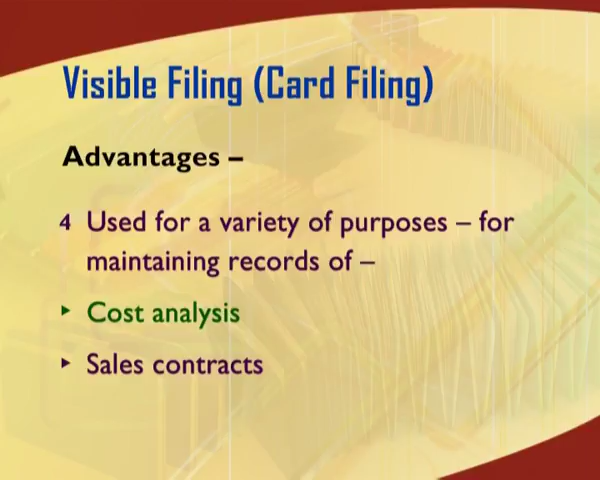 Visible Filing (Card Filing)
Advantages –
4 Used for a variety of purposes – for
maintaining records of –
‣ Cost analysis
‣ Sales contracts